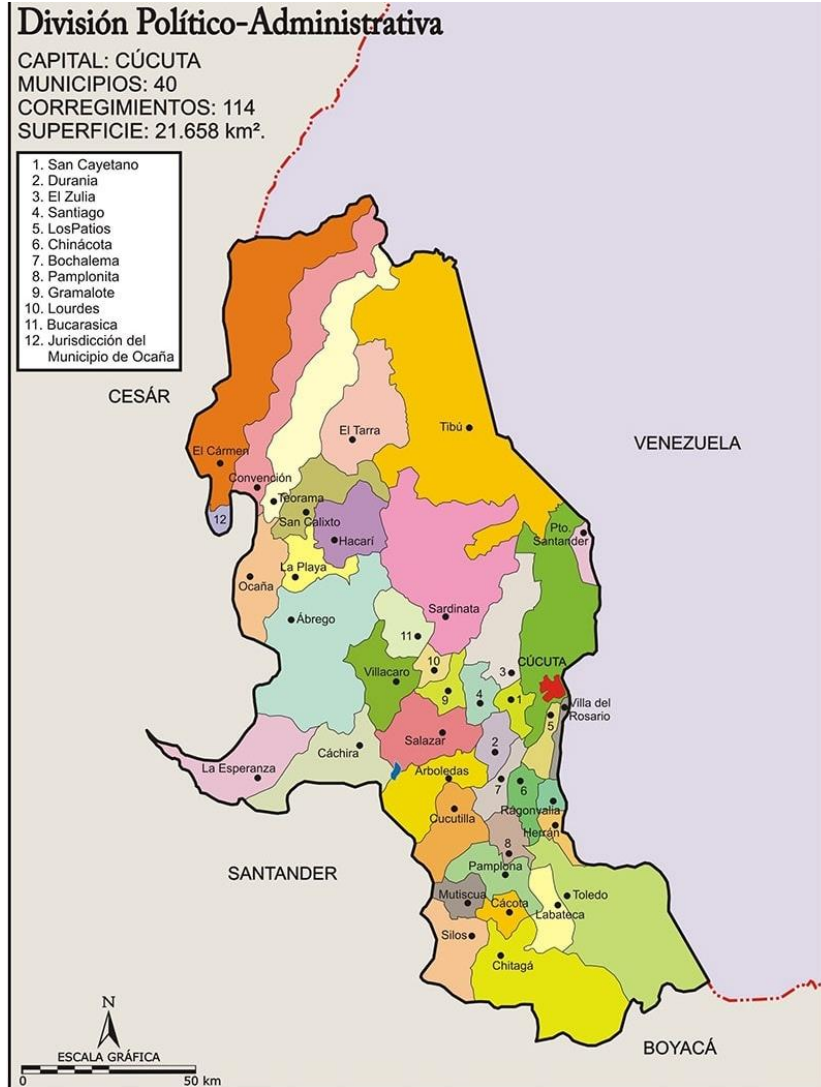 División Político-Administrativa
CAPITAL: CÚCUTA
MUNICIPIOS: 40
CORREGIMIENTOS: 114
SUPERFICIE: 21.658 km².
1. San Cayetano
2. Durania
3. El Zulia
4. Santiago
5. LosPatios
6. Chinácota
7. Bochalema
8. Pamplonita
9. Gramalote
10. Lourdes
11. Bucarasica
12. Jurisdicción del
Municipio de Ocaña
CESÁR
VENEZUELA
El Tarra
Tibú
El Cármen
Convención
Teorama
San Calixto
12
Hacarí
Pto.
Santander
La Playa
Ocaña
Ábrego
Sardinata
11
10
3
CÚCUTA
Villacaro
9
4
1
5
Villa del
Rosario
Salazar
2
Cáchira
La Esperanza
Arboledas
7
6
Cucutilla
Ragonvalia
Herrán
8
SANTANDER
Pamplona
Mutiscua
Cácota
Toledo
Labateca
Silos
Chitagá
BOYACÁ
N
ESCALA GRÁFICA
0
50 km